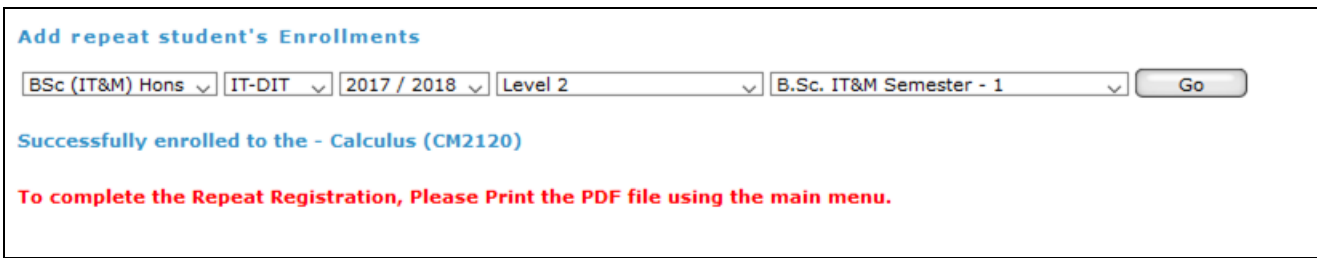 Add repeat student's Enrollments
BSc (IT&M) Hons IT-DIT 2017 / 2018 Level 2 B.Sc. IT&M Semester - 1 Go
Successfully enrolled to the - Calculus (CM2120)
To complete the Repeat Registration, Please Print the PDF file using the main menu.